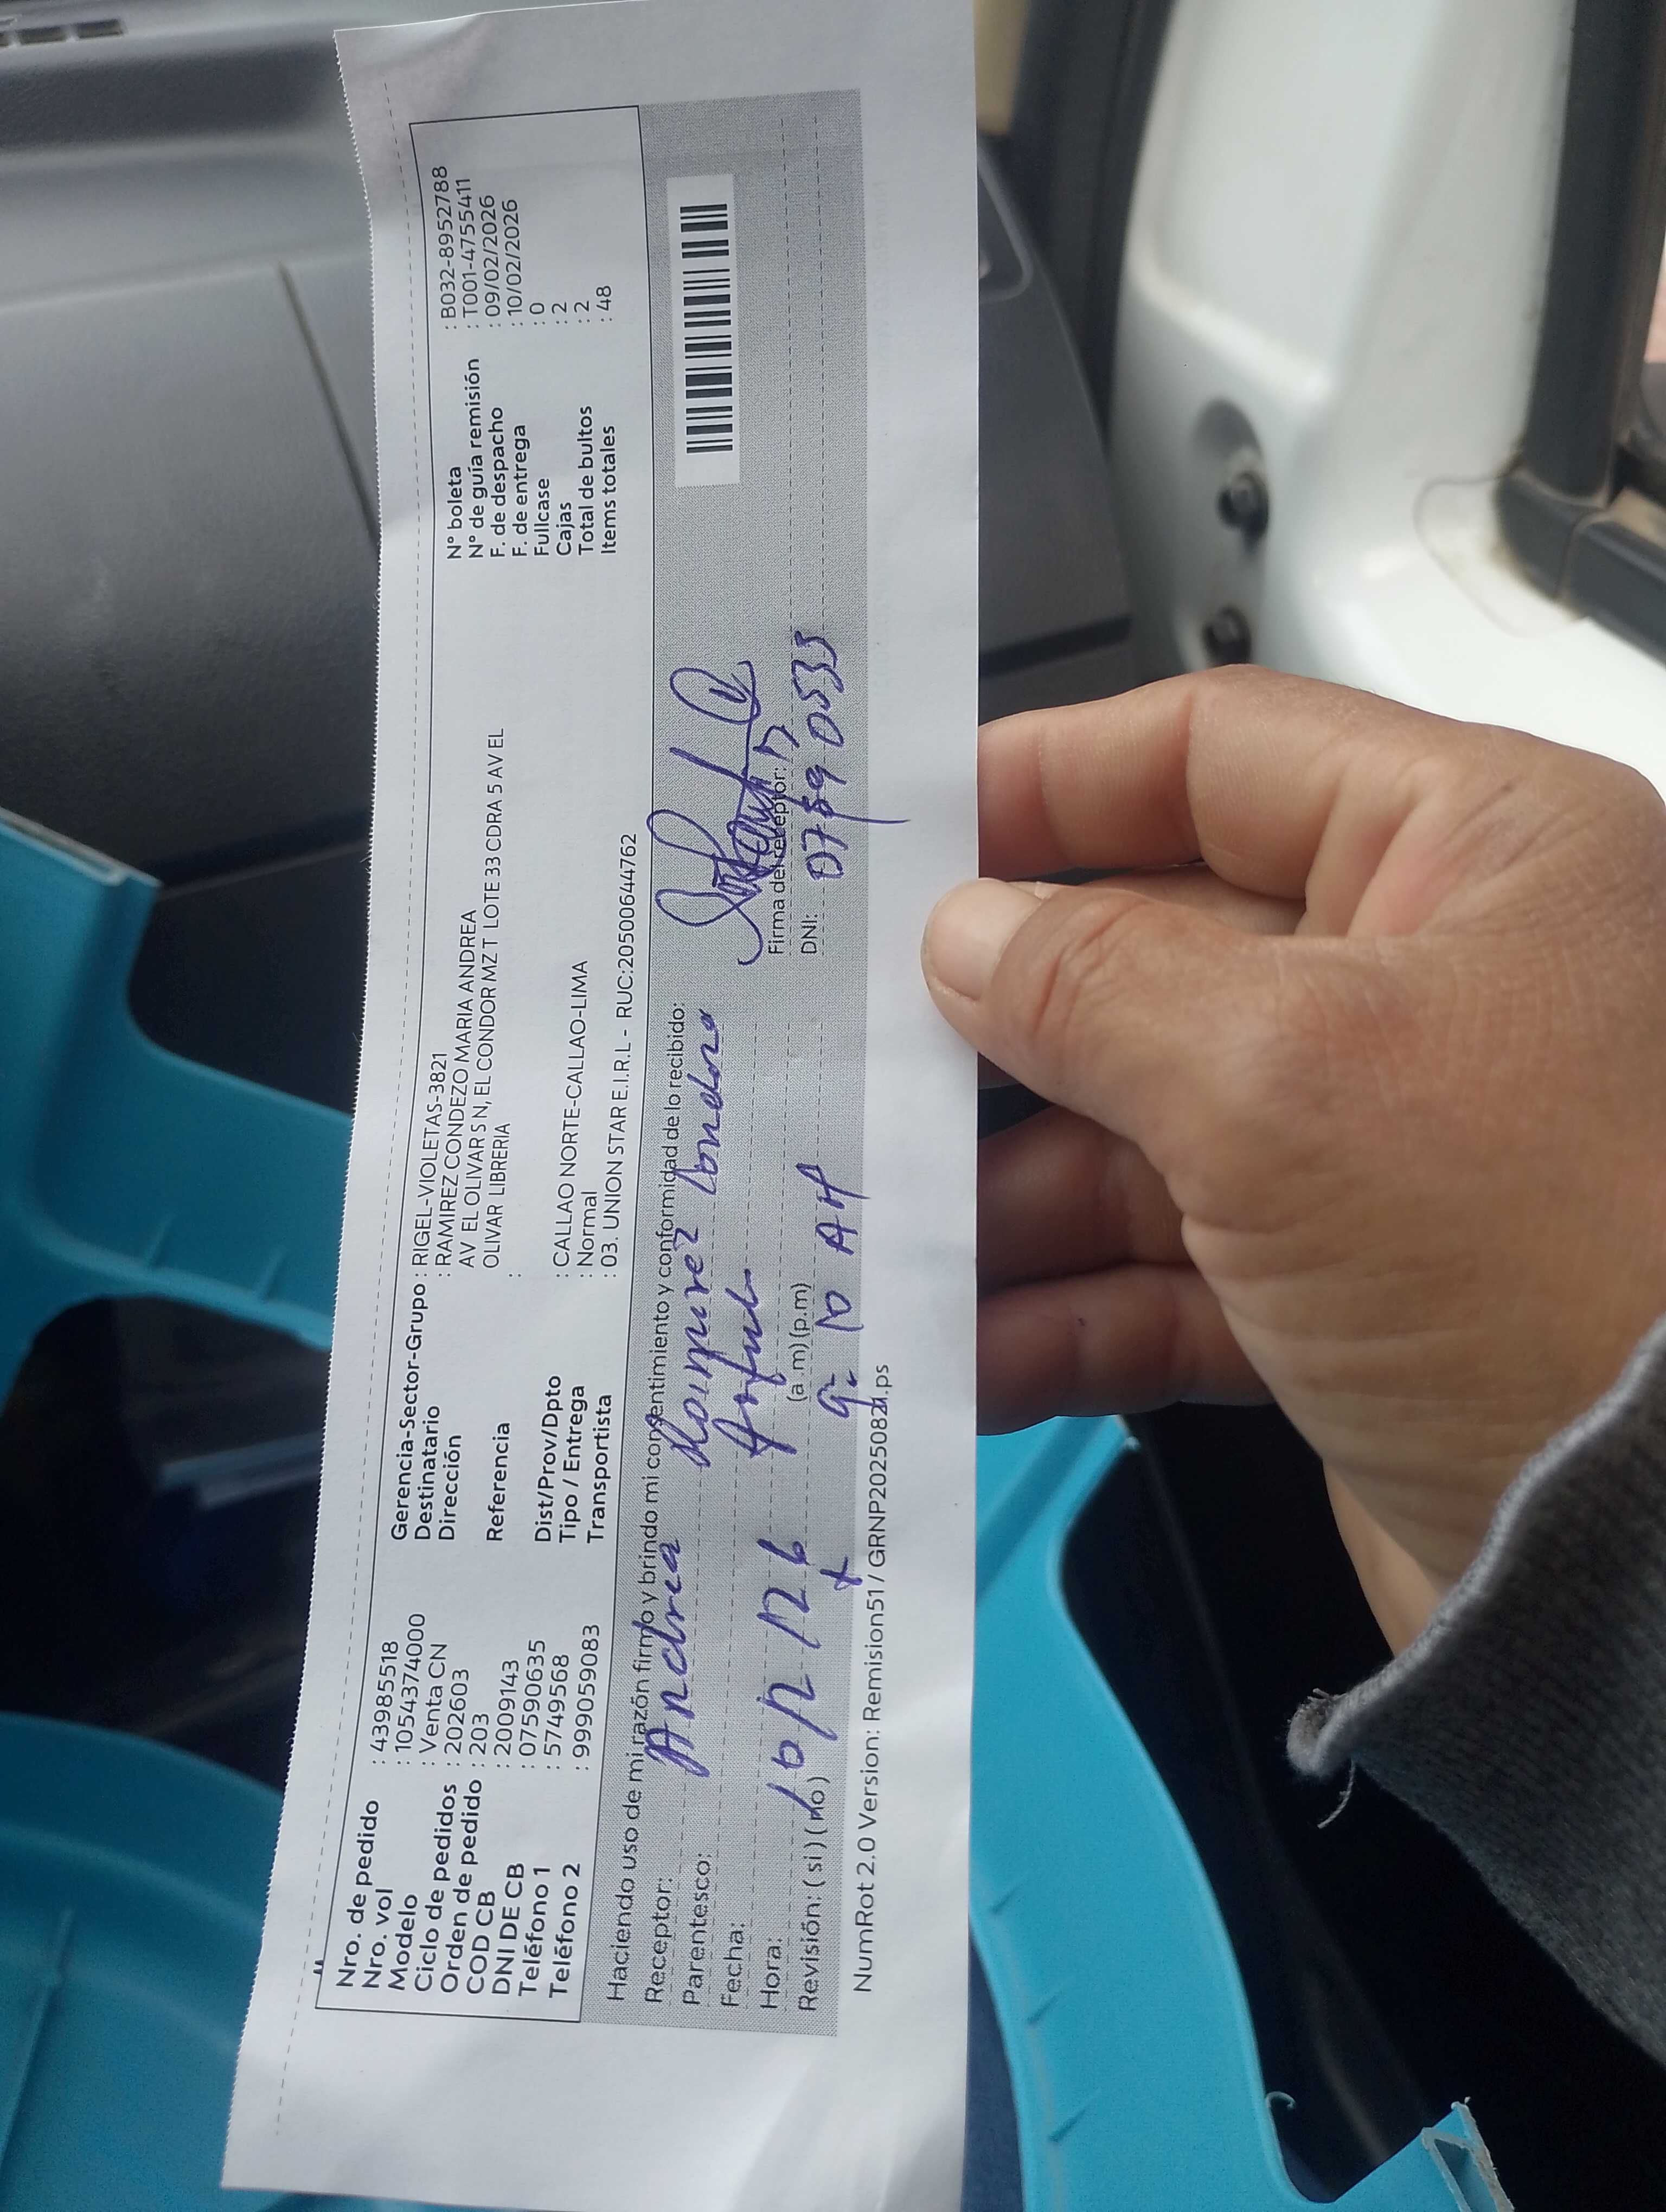 Nro. de pedido : 43985518
Nro. vol : 1054374000
Modelo : Venta CN
Ciclo de pedidos : 202603
Orden de pedido : 203
COD CB : 2009143
DNI DE CB : 07590635
Teléfono 1 : 5749568
Teléfono 2 : 999059083
Gerencia-Sector-Grupo : RIGEL-VIOLETAS-3821
Destinatario : RAMIREZ CONDEZO MARIA ANDREA
Dirección AV EL OLIVAR S N, EL CONDOR MZ T LOTE 33 CDRA 5 AV EL
OLIVAR LIBRERIA
Referencia :
Dist/Prov/Dpto : CALLAO NORTE-CALLAO-LIMA
Tipo / Entrega : Normal
Transportista : 03. UNION STAR E.I.R.L - RUC:20500644762
N° boleta : B032-8952788
N° de guía remisión : T001-4755411
F. de despacho : 09/02/2026
F. de entrega : 10/02/2026
Fullcase : 0
Cajas : 2
Total de bultos : 2
Items totales : 48
Haciendo uso de mi razón firmo y brindo mi consentimiento y conformidad de lo recibido:
Receptor: Andrea Ramirez
Parentesco:
Fecha: 10/2/26
Hora: (a.m) (p.m) 9: 10 AM
Revisión: ( si ) ( no )
Firma del receptor:
DNI:
NumRot 2.0 Version: Remision51 / GRNP20250821.ps